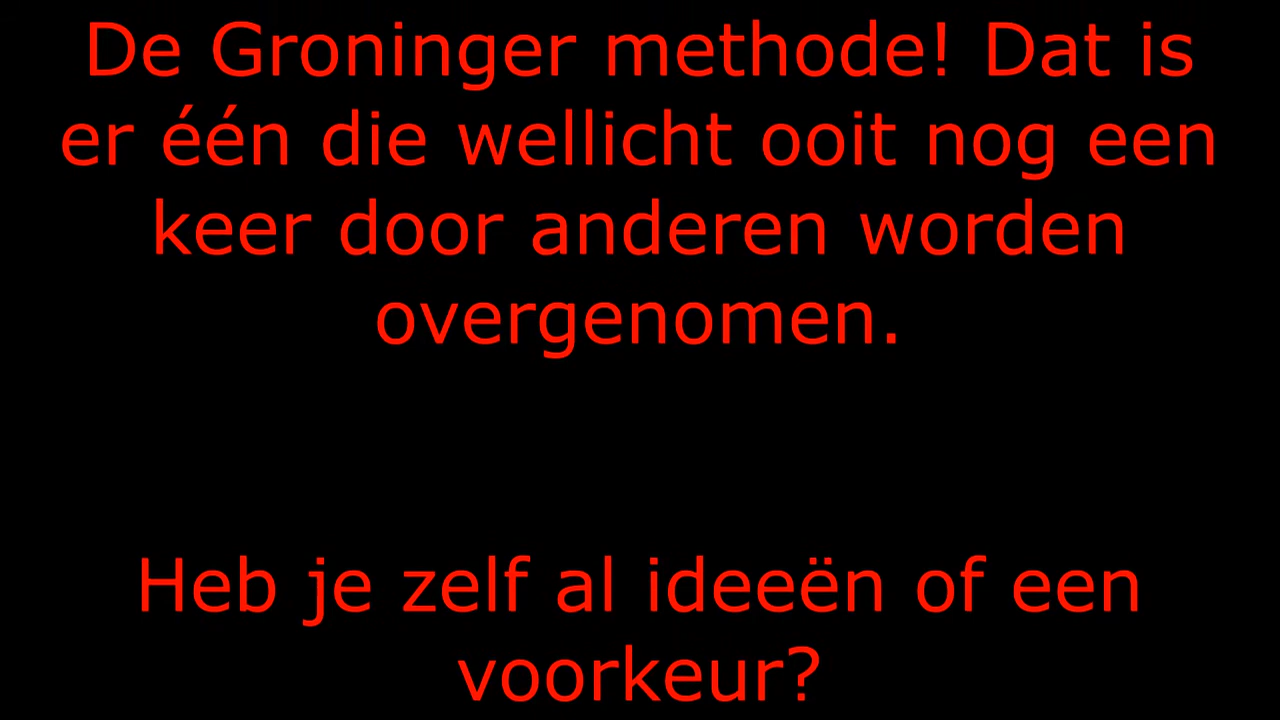 De Groninger methode! Dat is
er één die wellicht ooit nog een
keer door anderen worden
overgenomen.
Heb je zelf al ideeën of een
voorkeur?